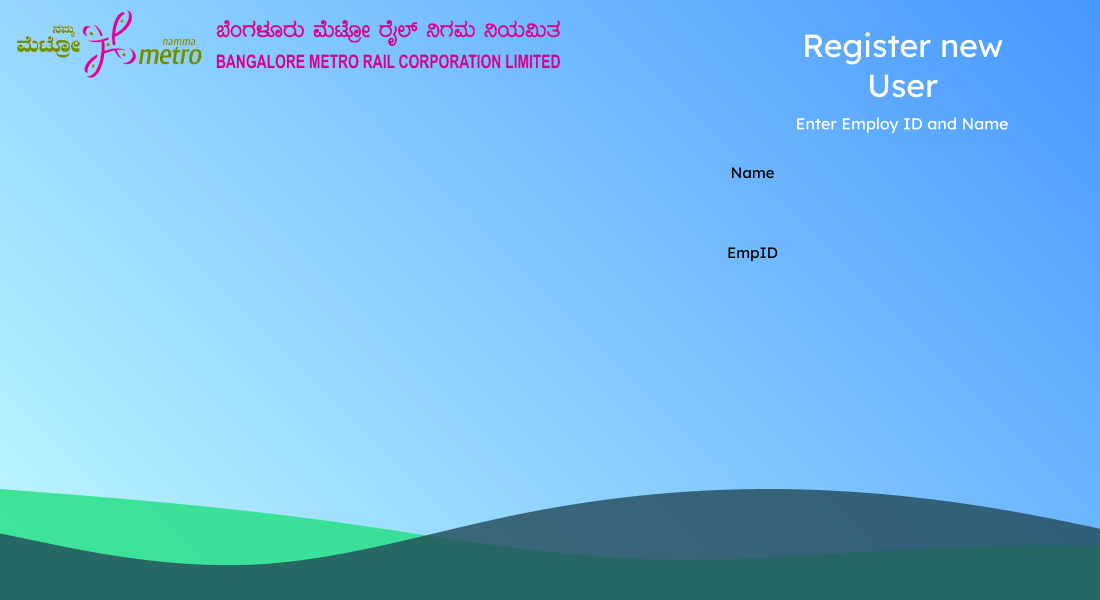 ನಮ್ಮ
ಮೆಟ್ರೋ
namma
metro
ಬೆಂಗಳೂರು ಮೆಟ್ರೋ ರೈಲ್ ನಿಗಮ ನಿಯಮಿತ
BANGALORE METRO RAIL CORPORATION LIMITED
Register new
User
Enter Employ ID and Name
Name
EmpID